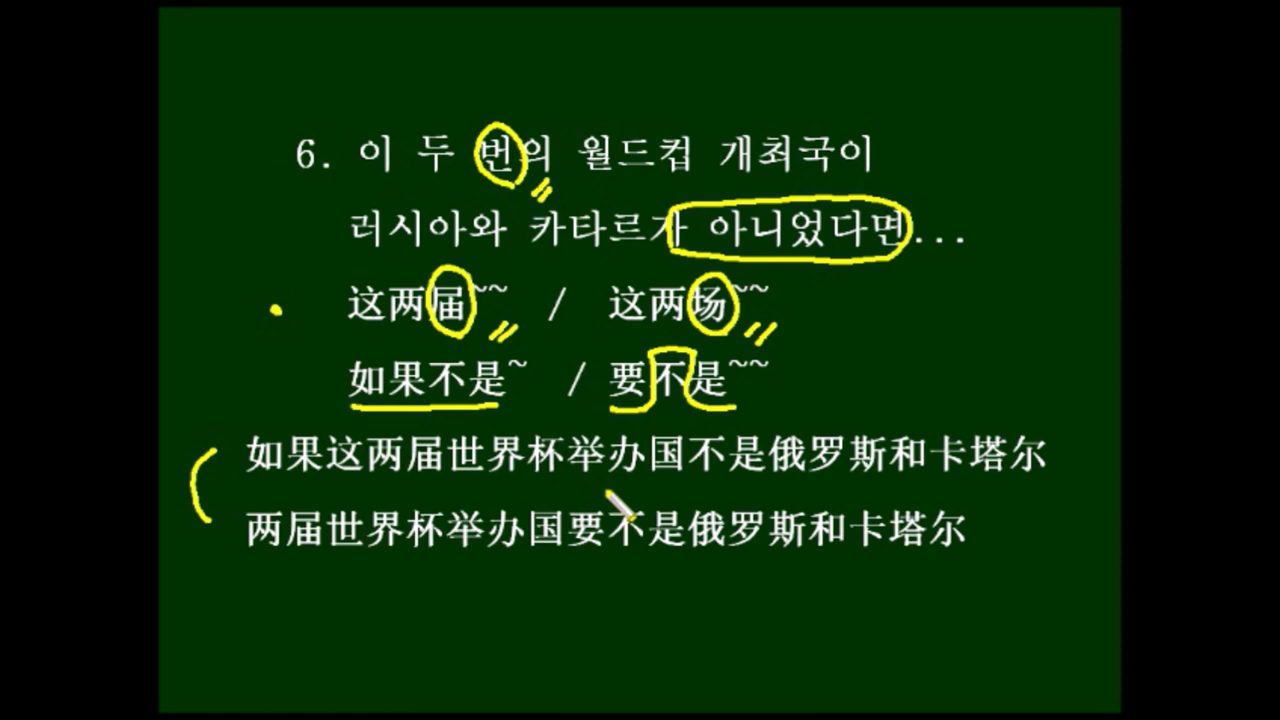 6. 이 두 번의 월드컵 개최국이
러시아와 카타르가 아니었다면...
这两届~~ / 这两场~~
如果不是~ / 要不是~~
如果这两届世界杯举办国不是俄罗斯和卡塔尔
两届世界杯举办国要不是俄罗斯和卡塔尔